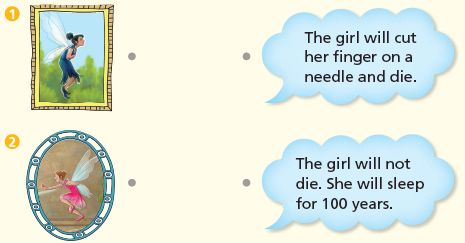 1
The girl will cut
her finger on a
needle and die.
2
The girl will not
die. She will sleep
for 100 years.